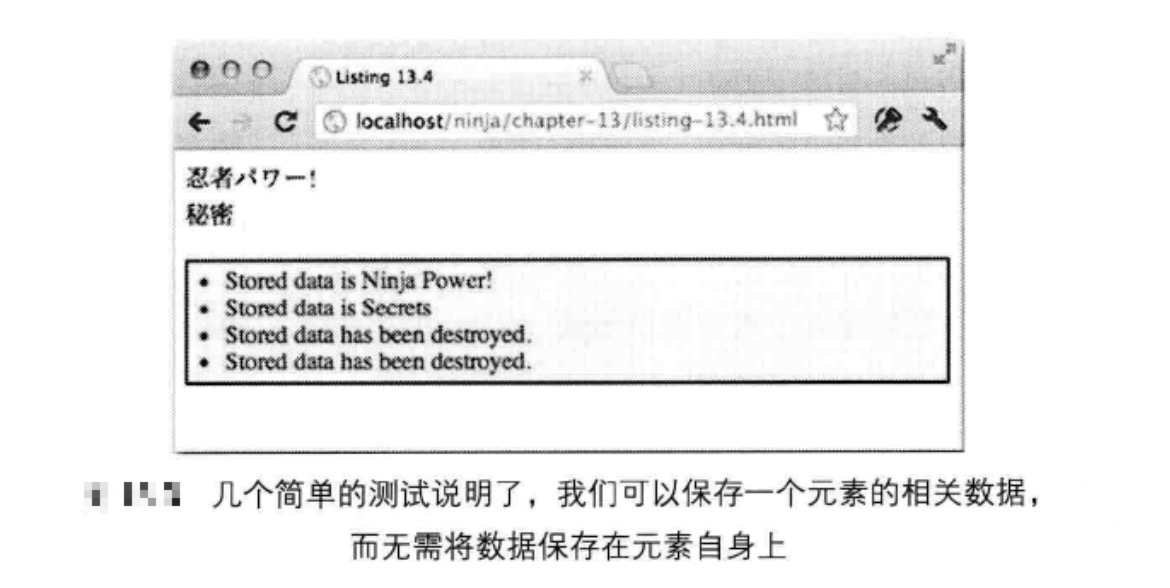 Listing 13.4
localhost/ninja/chapter-13/listing-13.4.html
忍者パワー!
秘密
• Stored data is Ninja Power!
• Stored data is Secrets
• Stored data has been destroyed.
• Stored data has been destroyed.
几个简单的测试说明了，我们可以保存一个元素的相关数据，
而无需将数据保存在元素自身上